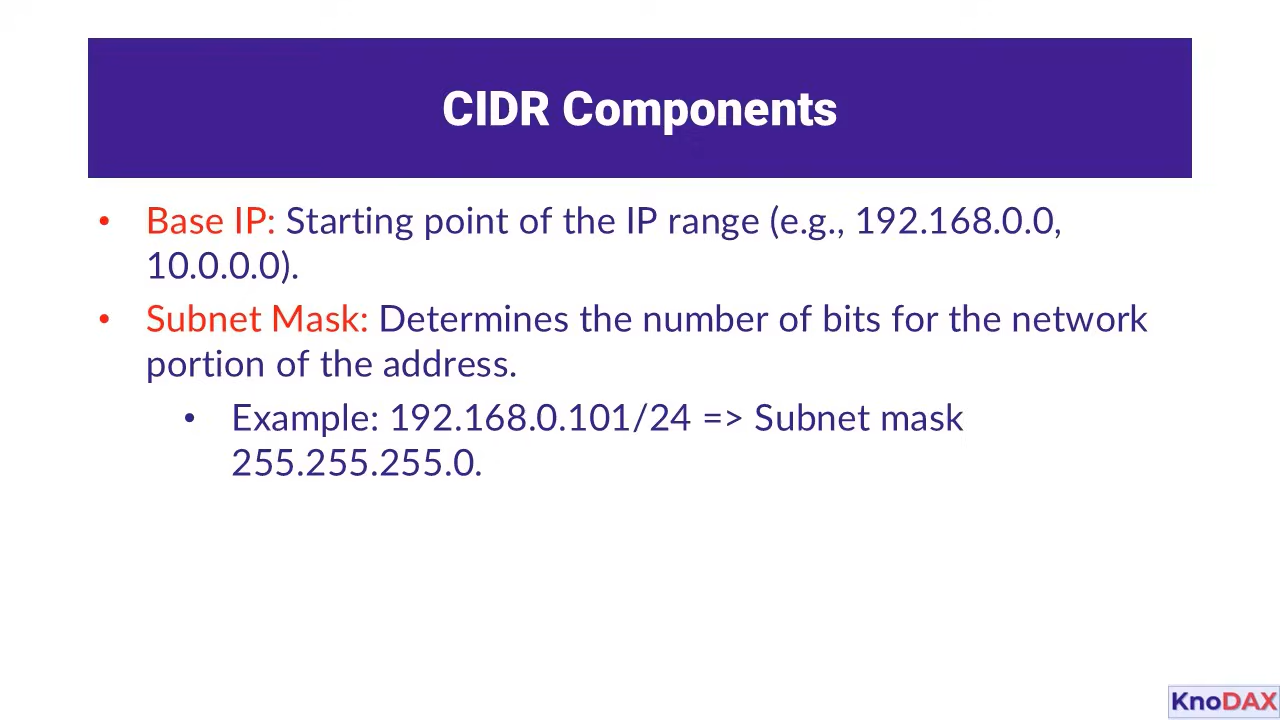 CIDR Components
• Base IP: Starting point of the IP range (e.g., 192.168.0.0,
10.0.0.0).
• Subnet Mask: Determines the number of bits for the network
portion of the address.
• Example: 192.168.0.101/24 => Subnet mask
255.255.255.0.
KnoDAX